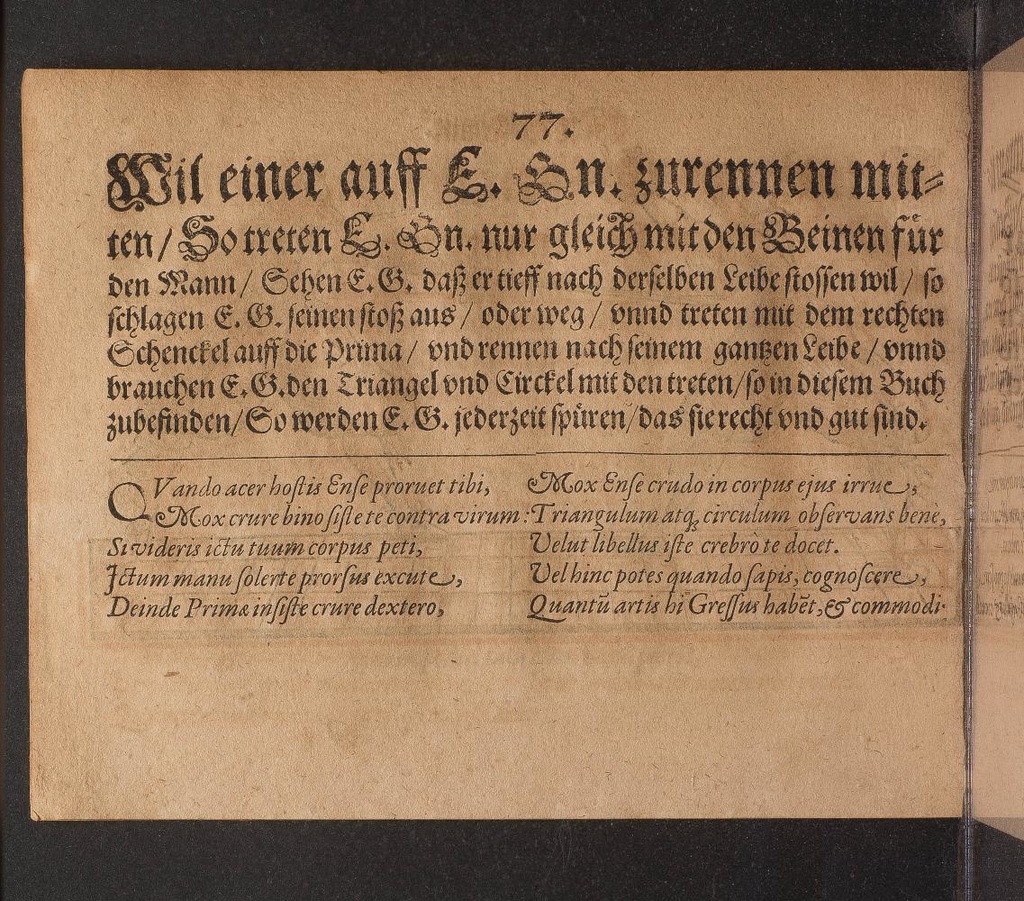 77.
Wil einer auff E. Gn. zurennen mit⸗
ten/ So treten E. Gn. nur gleich mit den Beinen für
den Mann/ Sehen E. G. daß er tieff nach derselben Leibe stossen wil/ so
schlagen E. G. seinen stoß aus/ oder weg/ vnnd treten mit dem rechten
Schenckel auff die Prima/ vnd rennen nach seinem gantzen Leibe/ vnnd
brauchen E. G. den Triangel vnd Circkel mit den treten/ so in diesem Buch
zubefinden/ So werden E. G. jederzeit spüren/ das sie recht vnd gut sind.
QVando acer hostis Ense proruet tibi,
Mox crure bino siste te contra virum:
Si videris ictu tuum corpus peti,
Ictum manu solerte prorsus excute,
Deinde Primæ insiste crure dextero,
Mox Ense crudo in corpus ejus irrue,
Triangulum atq; circulum observans bene,
Velut libellus iste crebrò te docet.
Vel hinc potes quando sapis, cognoscere,
Quantũ artis hi Gressus habẽt, & commodi.